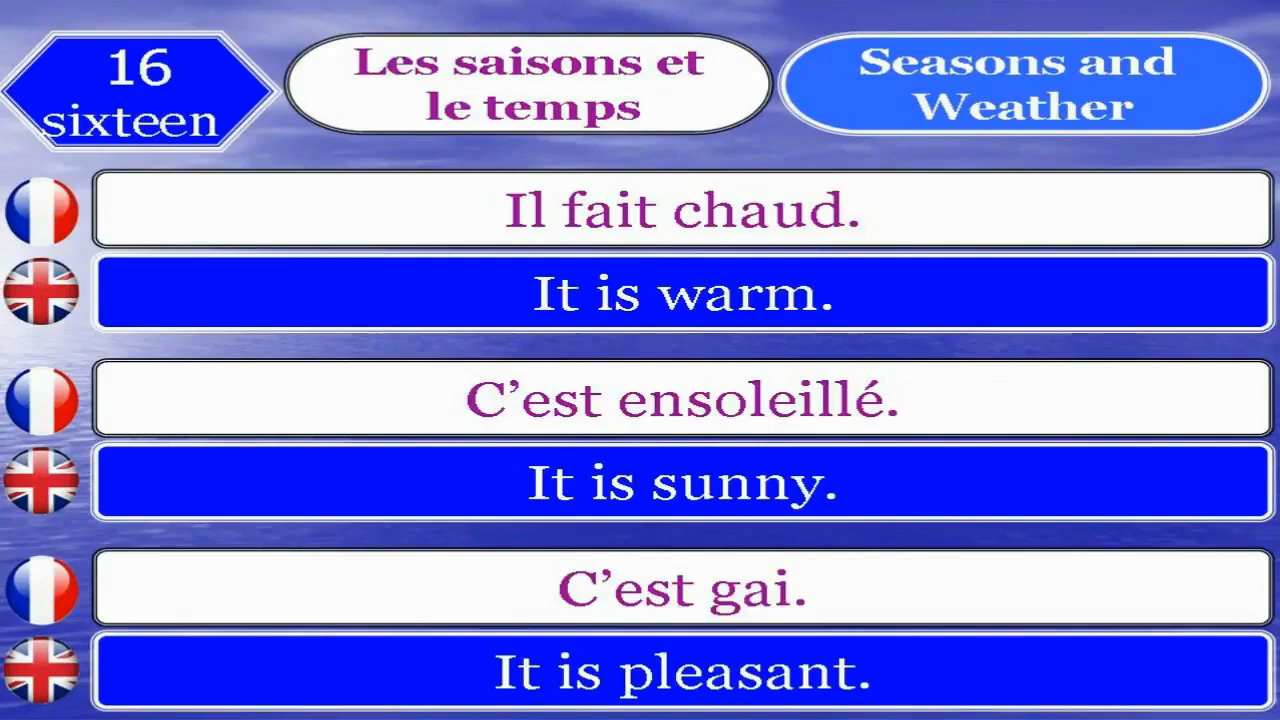 16
sixteen
Les saisons et
le temps
Seasons and
Weather
Il fait chaud.
It is warm.
C’est ensoleillé.
It is sunny.
C’est gai.
It is pleasant.